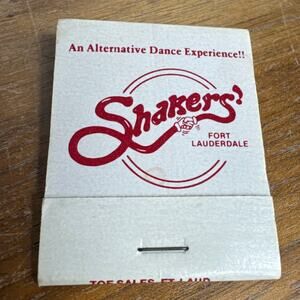 An Alternative Dance Experience!!
Shakers?
FORT
LAUDERDALE